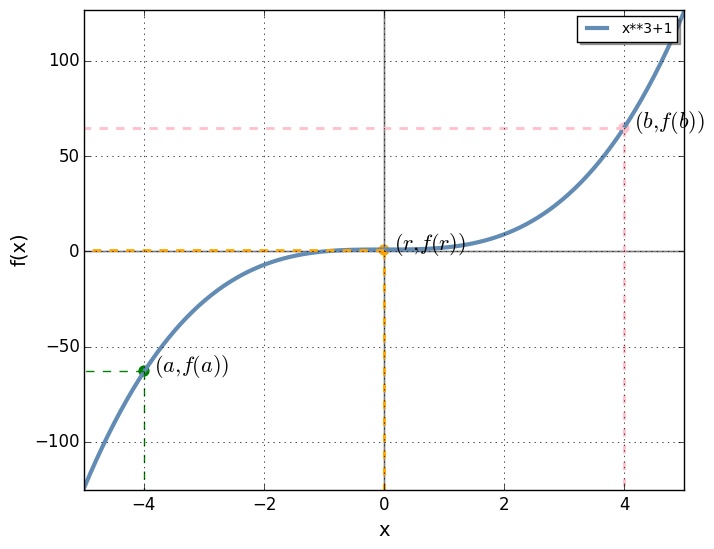 x**3+1
100
(b,f(b))
50
f(x)
0
(r,f(r))
−50
(a,f(a))
−100
−4
−2
0
2
4
x